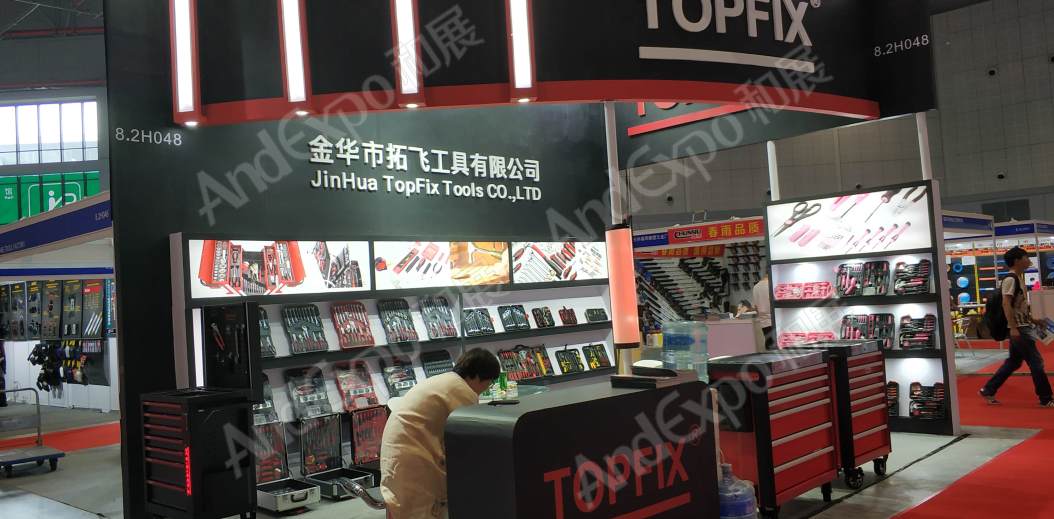 TOPFIX®
8.2H048
8.2H048
金华市拓飞工具有限公司
JinHua TopFix Tools CO.,LTD
春雨品质
TOPFIX®
AndExpo 和展
AndExpo 和展
AndExpo 和展
AndExpo 和展